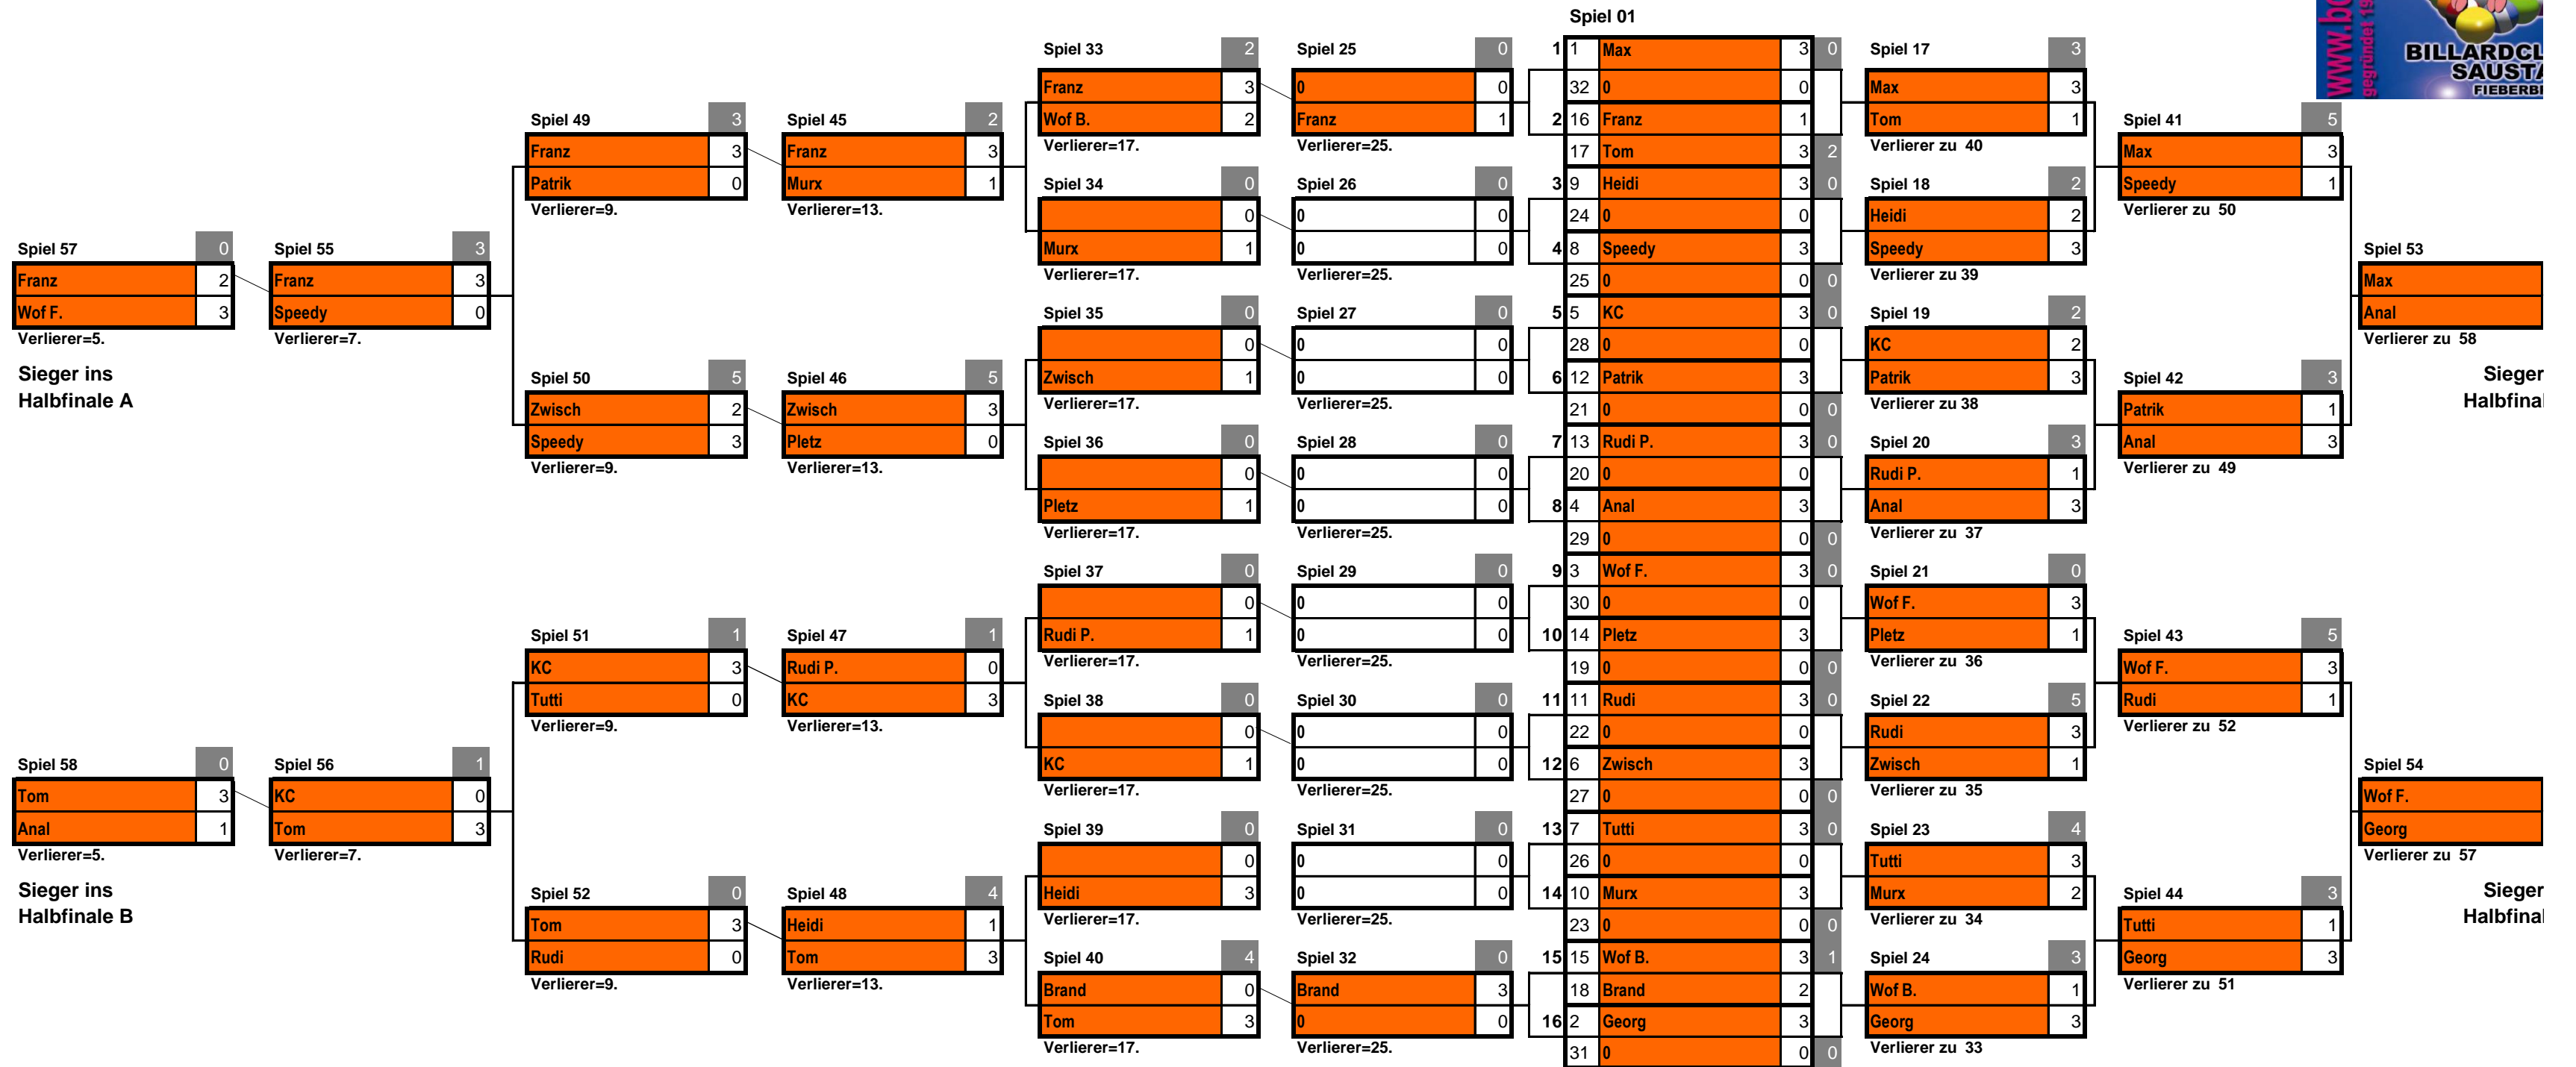 Spiel 01
www.bo
gegründet 19
BILLARDCL
SAUSTA
FIEBERB
Spiel 33 2 Spiel 25 0 1 1 Max 3 0 Spiel 17 3
Franz 3 0 0 32 0 0 Max 3
Spiel 49 3 Spiel 45 2 Wof B. 2 Franz 1 2 16 Franz 1 Tom 1 Spiel 41 5
Franz 3 Franz 3 Verlierer=17. Verlierer=25. 17 Tom 3 2 Verlierer zu 40 Max 3
Patrik 0 Murx 1 Spiel 34 0 Spiel 26 0 3 9 Heidi 3 0 Spiel 18 2 Speedy 1
Verlierer=9. Verlierer=13. 0 0 0 24 0 0 Heidi 2 Verlierer zu 50
Spiel 57 0 Spiel 55 3 Murx 1 0 0 4 8 Speedy 3 Speedy 3 Spiel 53
Franz 2 Franz 3 Verlierer=17. Verlierer=25. 25 0 0 0 Verlierer zu 39 Max
Wof F. 3 Speedy 0 Spiel 35 0 Spiel 27 0 5 5 KC 3 0 Spiel 19 2 Anal
Verlierer=5. Verlierer=7. 0 0 0 28 0 0 KC 2 Verlierer zu 58
Sieger ins Spiel 50 5 Spiel 46 5 Zwisch 1 0 0 6 12 Patrik 3 Patrik 3 Spiel 42 3 Sieger
Halbfinale A Zwisch 2 Zwisch 3 Verlierer=17. Verlierer=25. 21 0 0 0 Verlierer zu 38 Patrik 1 Halbfinal
Speedy 3 Pletz 0 Spiel 36 0 Spiel 28 0 7 13 Rudi P. 3 0 Spiel 20 3 Anal 3
Verlierer=9. Verlierer=13. 0 0 0 20 0 0 Rudi P. 1 Verlierer zu 49
Pletz 1 0 0 8 4 Anal 3 Anal 3
Verlierer=17. Verlierer=25. 29 0 0 0 Verlierer zu 37
Spiel 37 0 Spiel 29 0 9 3 Wof F. 3 0 Spiel 21 0
0 0 0 30 0 0 Wof F. 3
Spiel 51 1 Spiel 47 1 Rudi P. 1 0 0 10 14 Pletz 3 Pletz 1 Spiel 43 5
KC 3 Rudi P. 0 Verlierer=17. Verlierer=25. 19 0 0 0 Verlierer zu 36 Wof F. 3
Tutti 0 KC 3 Spiel 38 0 Spiel 30 0 11 11 Rudi 3 0 Spiel 22 5 Rudi 1
Verlierer=9. Verlierer=13. 0 0 0 22 0 0 Rudi 3 Verlierer zu 52
Spiel 58 0 Spiel 56 1 KC 1 0 0 12 6 Zwisch 3 Zwisch 1 Spiel 54
Tom 3 KC 0 Verlierer=17. Verlierer=25. 27 0 0 0 Verlierer zu 35 Wof F.
Anal 1 Tom 3 Spiel 39 0 Spiel 31 0 13 7 Tutti 3 0 Spiel 23 4 Georg
Verlierer=5. Verlierer=7. 0 0 0 26 0 0 Tutti 3 Verlierer zu 57
Sieger ins Spiel 52 0 Spiel 48 4 Heidi 3 0 0 14 10 Murx 3 Murx 2 Spiel 44 3 Sieger
Halbfinale B Tom 3 Heidi 1 Verlierer=17. Verlierer=25. 23 0 0 0 Verlierer zu 34 Tutti 1 Halbfinal
Rudi 0 Tom 3 Spiel 40 4 Spiel 32 0 15 15 Wof B. 3 1 Spiel 24 3 Georg 3
Verlierer=9. Verlierer=13. Brand 0 Brand 3 18 Brand 2 Wof B. 1 Verlierer zu 51
Tom 3 0 0 16 2 Georg 3 Georg 3
Verlierer=17. Verlierer=25. 31 0 0 0 Verlierer zu 33